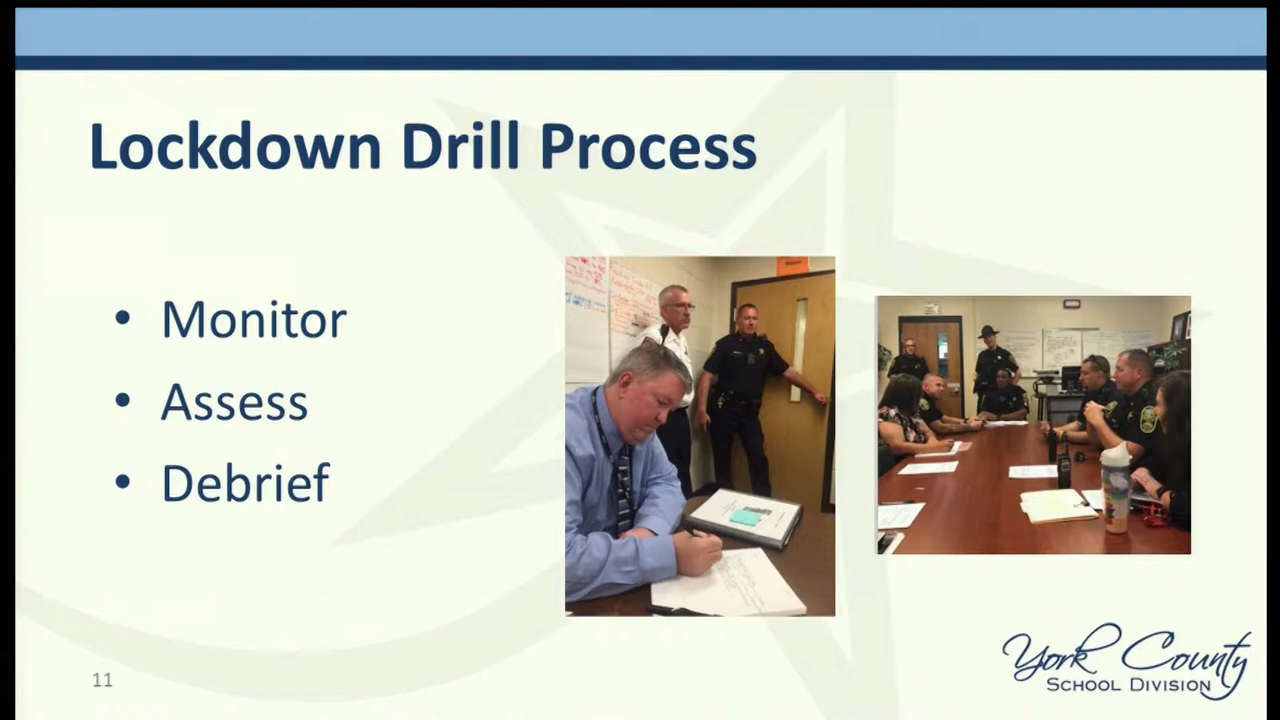 Lockdown Drill Process
• Monitor
• Assess
• Debrief
11
York County
SCHOOL DIVISION